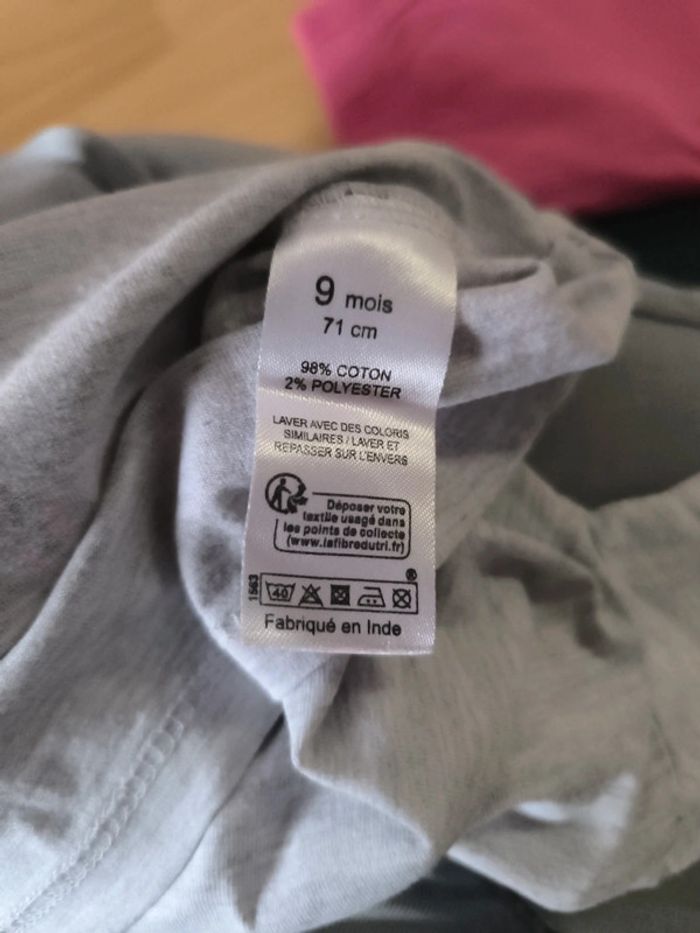 9 mois
71 cm
98% COTON
2% POLYESTER
LAVER AVEC DES COLORIS
SIMILAIRES / LAVER ET
REPASSER SUR L'ENVERS
Déposer votre
textile usagé dans
les points de collecte
(www.lafibredutri.fr)
®
1563
40
Fabriqué en Inde